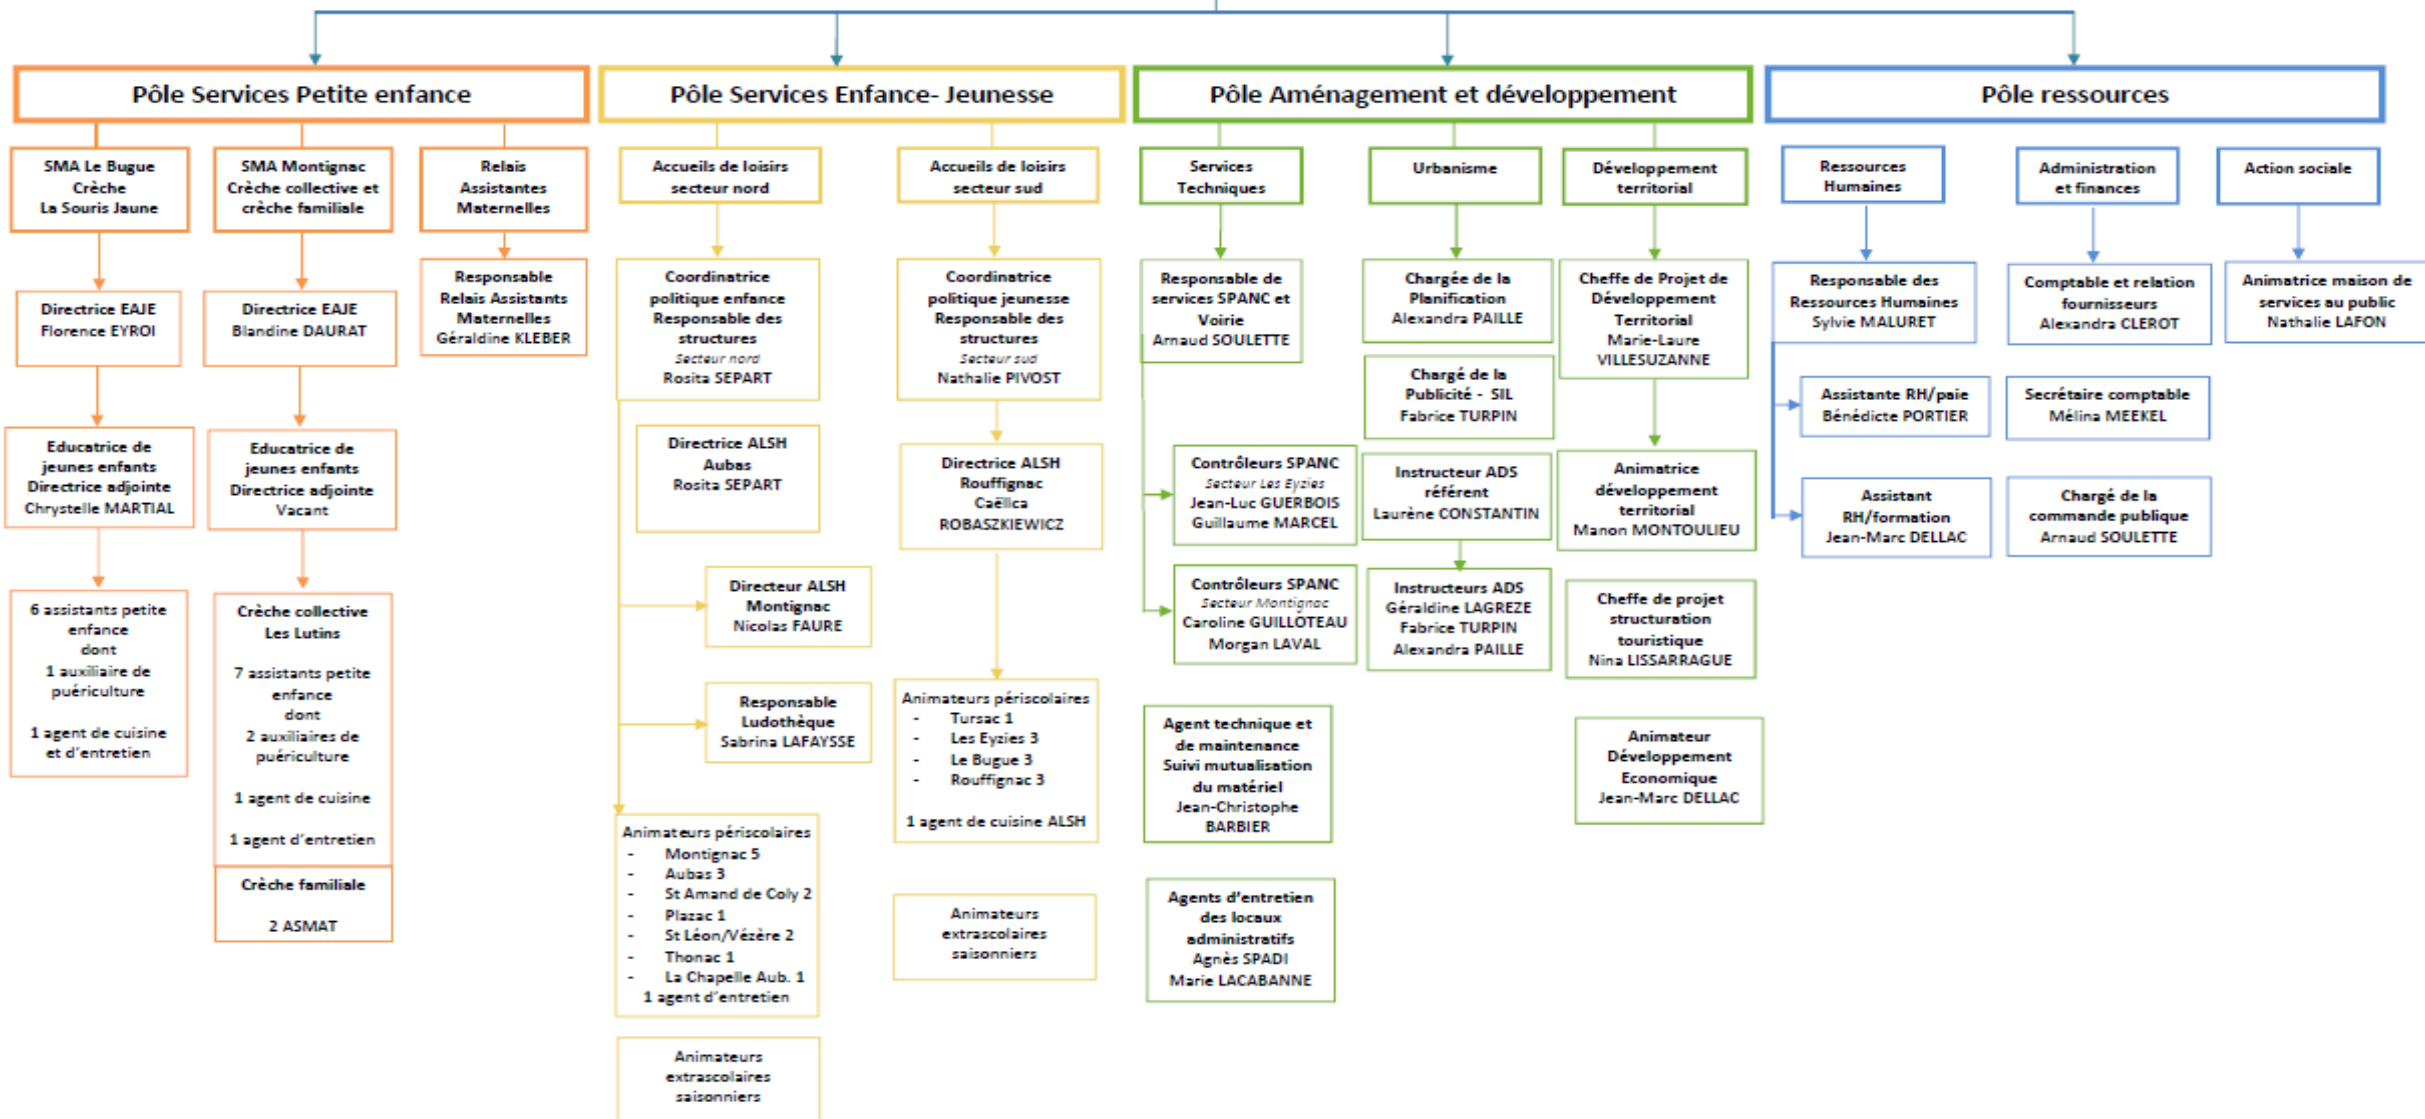 Pôle Services Petite enfance
SMA Le Bugue
Crèche
La Souris Jaune
Directrice EAJE
Florence EYROI
Educatrice de
jeunes enfants
Directrice adjointe
Chrystelle MARTIAL
6 assistants petite
enfance
dont
1 auxiliaire de
puériculture
1 agent de cuisine
et d'entretien
SMA Montignac
Crèche collective et
crèche familiale
Directrice EAJE
Blandine DAURAT
Educatrice de
jeunes enfants
Directrice adjointe
Vacant
Crèche collective
Les Lutins
7 assistants petite
enfance
dont
2 auxiliaires de
puériculture
1 agent de cuisine
1 agent d'entretien
Crèche familiale
2 ASMAT
Relais
Assistantes
Maternelles
Responsable
Relais Assistants
Maternelles
Géraldine KLEBER
Pôle Services Enfance- Jeunesse
Accueils de loisirs
secteur nord
Coordinatrice
politique enfance
Responsable des
structures
Secteur nord
Rosita SEPART
Directrice ALSH
Aubas
Rosita SEPART
Directeur ALSH
Montignac
Nicolas FAURE
Responsable
Ludothèque
Sabrina LAFAYSSE
Animateurs périscolaires
- Montignac 5
- Aubas 3
- St Amand de Coly 2
- Plazac 1
- St Léon/Vézère 2
- Thonac 1
- La Chapelle Aub. 1
1 agent d'entretien
Animateurs
extrascolaires
saisonniers
Accueils de loisirs
secteur sud
Coordinatrice
politique jeunesse
Responsable des
structures
Secteur sud
Nathalie PIVOST
Directrice ALSH
Rouffignac
Caëlica
ROBASZKIEWICZ
Animateurs périscolaires
- Tursac 1
- Les Eyzies 3
- Le Bugue 3
- Rouffignac 3
1 agent de cuisine ALSH
Animateurs
extrascolaires
saisonniers
Pôle Aménagement et développement
Services
Techniques
Responsable de
services SPANC et
Voirie
Arnaud SOULETTE
Contrôleurs SPANC
Secteur Les Eyzies
Jean-Luc GUERBOIS
Guillaume MARCEL
Contrôleurs SPANC
Secteur Montignac
Caroline GUILLOTEAU
Morgan LAVAL
Agent technique et
de maintenance
Suivi mutualisation
du matériel
Jean-Christophe
BARBIER
Agents d'entretien
des locaux
administratifs
Agnès SPADI
Marie LACABANNE
Urbanisme
Chargée de la
Planification
Alexandra PAILLE
Chargé de la
Publicité - SIL
Fabrice TURPIN
Instructeur ADS
référent
Laurène CONSTANTIN
Instructeurs ADS
Géraldine LAGREZE
Fabrice TURPIN
Alexandra PAILLE
Développement
territorial
Cheffe de Projet de
Développement
Territorial
Marie-Laure
VILLESUZANNE
Animatrice
développement
territorial
Manon MONTOULIEU
Cheffe de projet
structuration
touristique
Nina LISSARRAGUE
Animateur
Développement
Economique
Jean-Marc DELLAC
Pôle ressources
Ressources
Humaines
Responsable des
Ressources Humaines
Sylvie MALURET
Assistante RH/paie
Bénédicte PORTIER
Assistant
RH/formation
Jean-Marc DELLAC
Administration
et finances
Comptable et relation
fournisseurs
Alexandra CLEROT
Secrétaire comptable
Mélina MEEKEL
Chargé de la
commande publique
Arnaud SOULETTE
Action sociale
Animatrice maison de
services au public
Nathalie LAFON